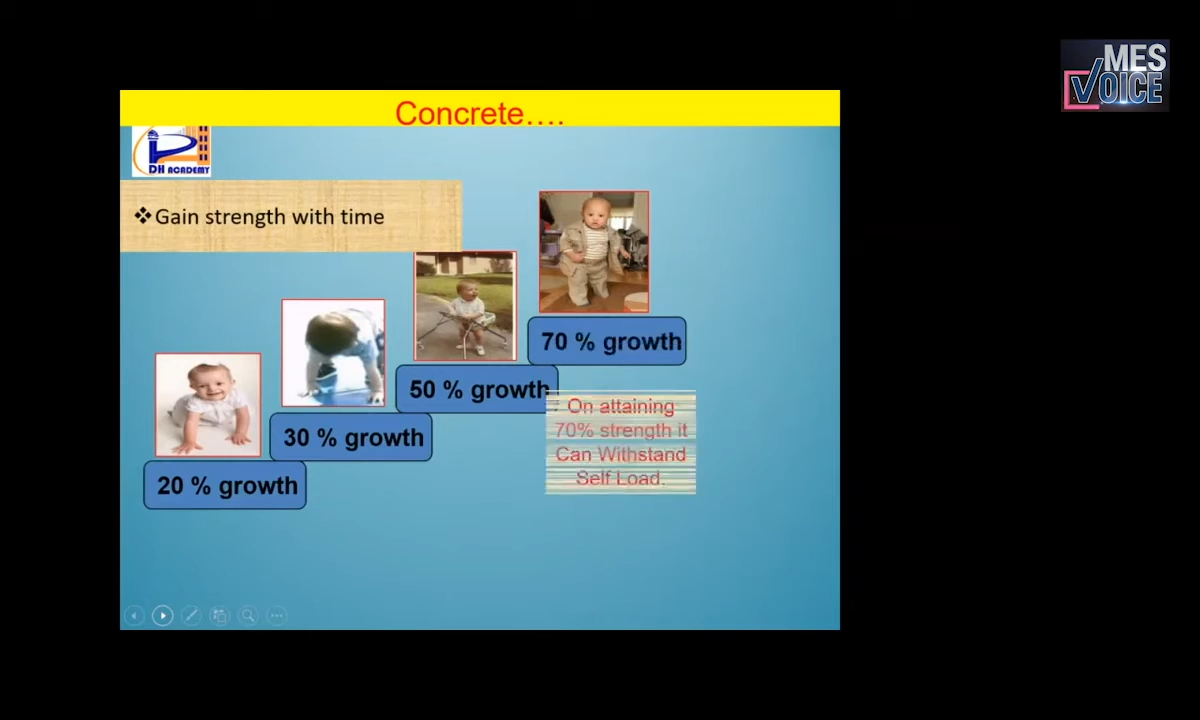 MES
VOICE
Concrete....
DH ACADEMY
❖Gain strength with time
70 % growth
50 % growth
On attaining
70% strength it
Can Withstand
Self Load.
30 % growth
20 % growth